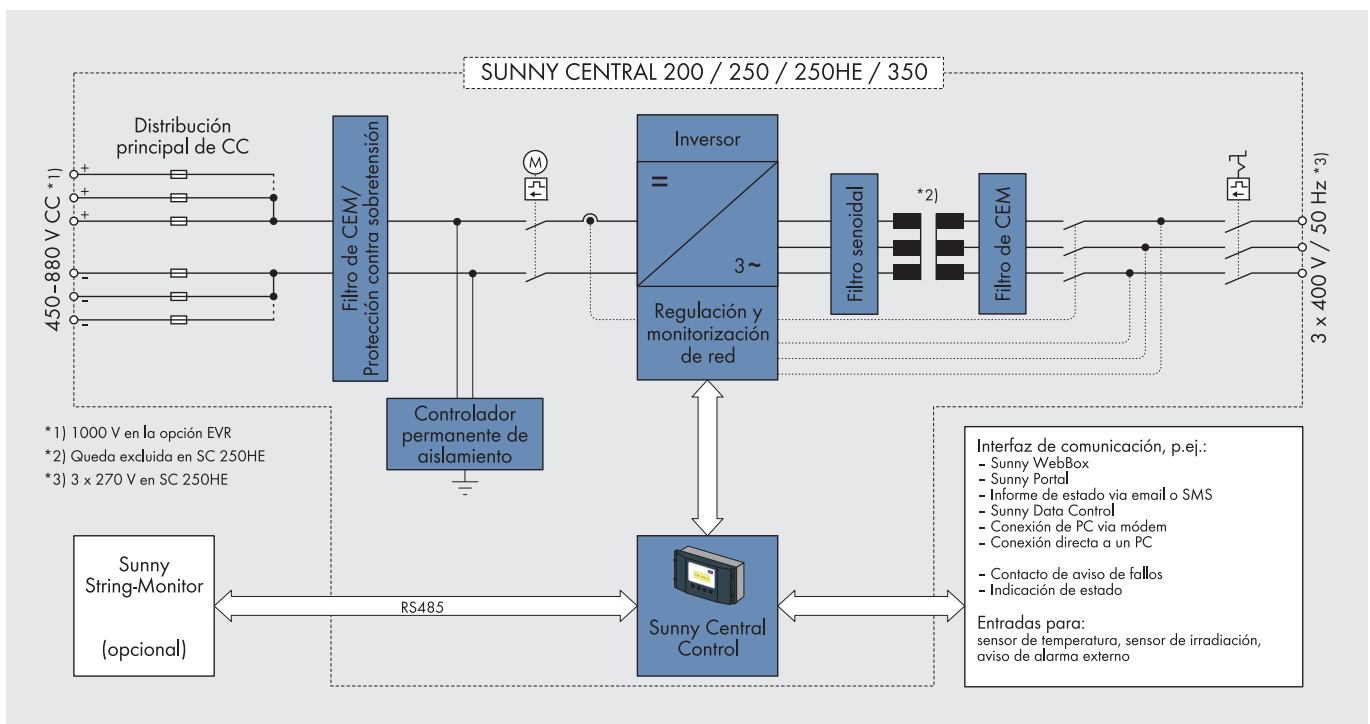 SUNNY CENTRAL 200 / 250 / 250HE / 350
Distribución
principal de CC
450–880 V CC *1)
+
+
+
-
-
-
Filtro de CEM/
Protección contra sobretensión
M
Inversor
=
3~
Regulación y
monitorización
de red
Filtro senoidal
*2)
Filtro de CEM
3 x 400 V / 50 Hz *3)
Controlador
permanente de
aislamiento
*1) 1000 V en la opción EVR
*2) Queda excluida en SC 250HE
*3) 3 x 270 V en SC 250HE
Sunny
String-Monitor
(opcional)
RS485
Sunny Central
Control
Interfaz de comunicación, p.ej.:
– Sunny WebBox
– Sunny Portal
– Informe de estado via email o SMS
– Sunny Data Control
– Conexión de PC via módem
– Conexión directa a un PC
– Contacto de aviso de fallos
– Indicación de estado
Entradas para:
sensor de temperatura, sensor de irradiación,
aviso de alarma externo